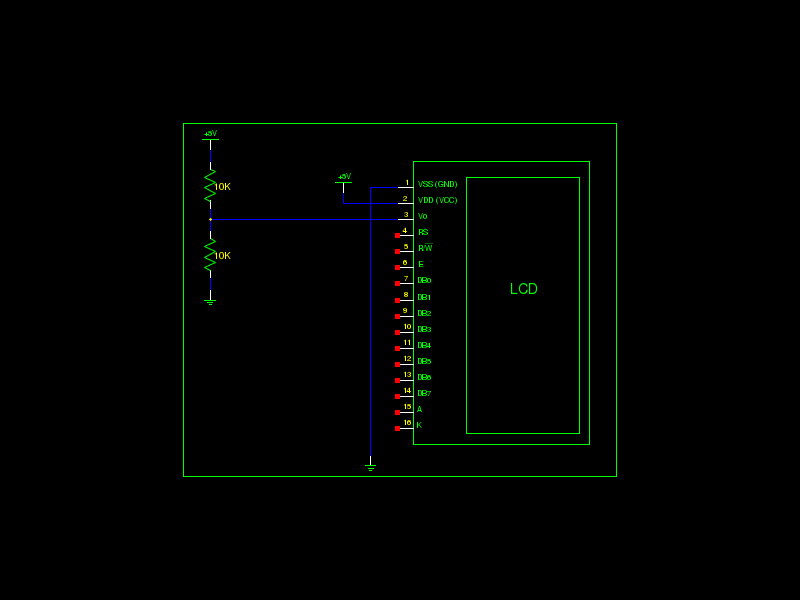 +5V
10K
10K
+5V
1 VSS (GND)
2 VDD (VCC)
3 Vo
4 RS
5 R/W
6 E
7 DB0
8 DB1
9 DB2
10 DB3
11 DB4
12 DB5
13 DB6
14 DB7
15 A
16 K
LCD